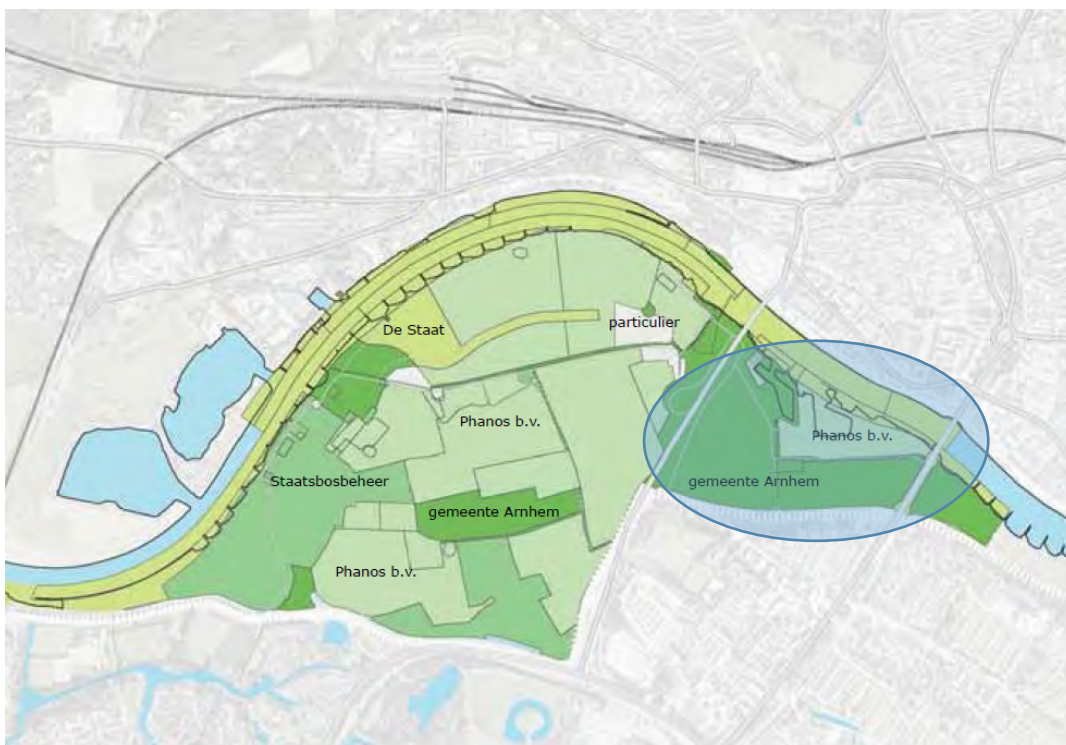 particulier
De Staat
Phanos b.v.
Phanos b.v.
Staatsbosbeheer
gemeente Arnhem
gemeente Arnhem
Phanos b.v.